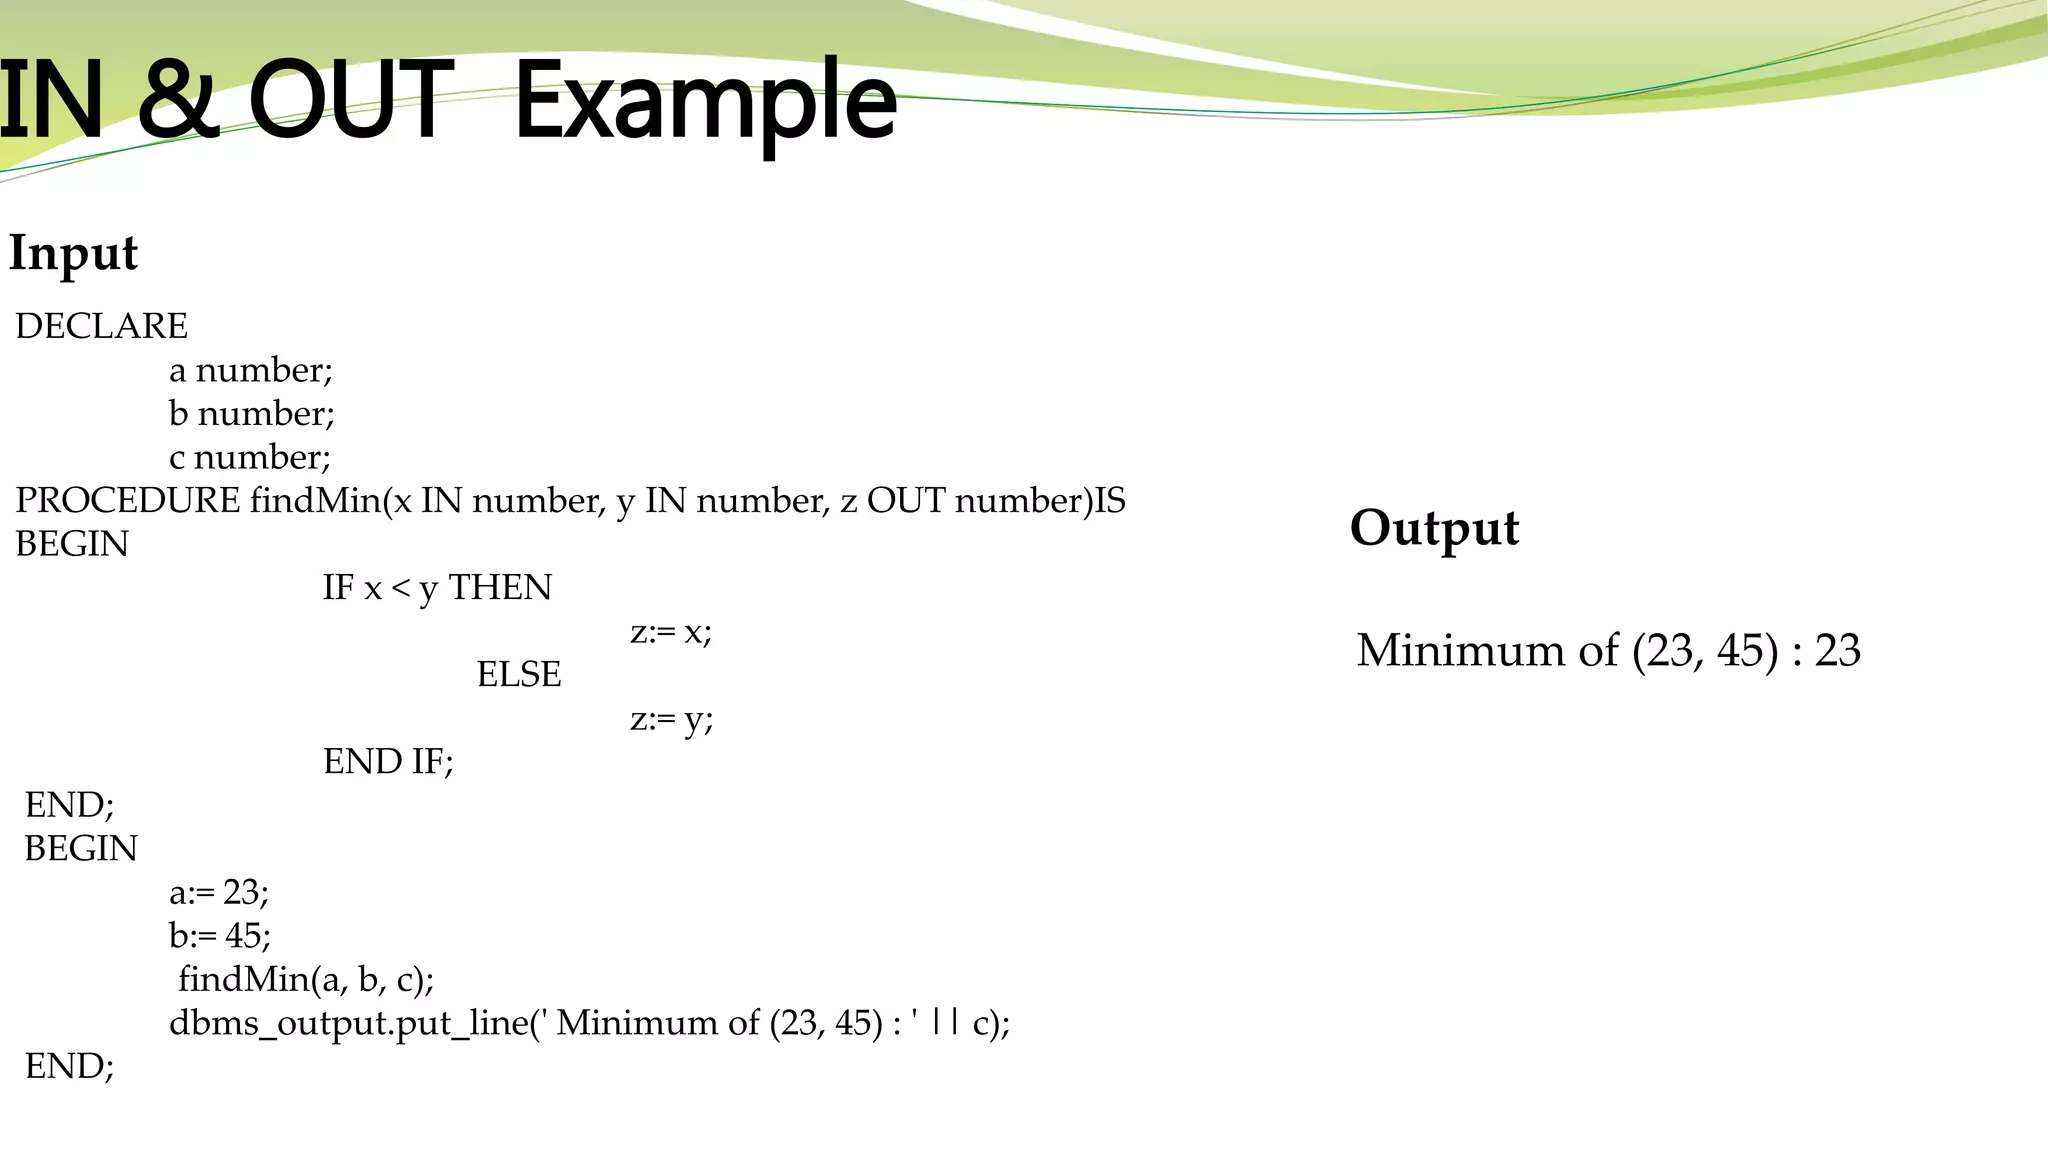 IN & OUT Example
Input
DECLARE
a number;
b number;
c number;
PROCEDURE findMin(x IN number, y IN number, z OUT number)IS
BEGIN
IF x < y THEN
z:= x;
ELSE
z:= y;
END IF;
END;
BEGIN
a:= 23;
b:= 45;
findMin(a, b, c);
dbms_output.put_line(' Minimum of (23, 45) : ' || c);
END;
Output
Minimum of (23, 45) : 23